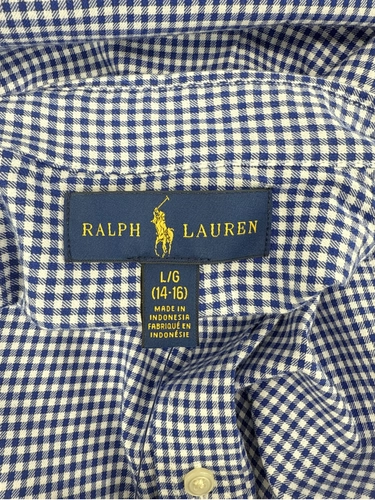 RALPH LAUREN
L/G
(14-16)
MADE IN
INDONESIA
FABRIQUÉ EN
INDONÉSIE